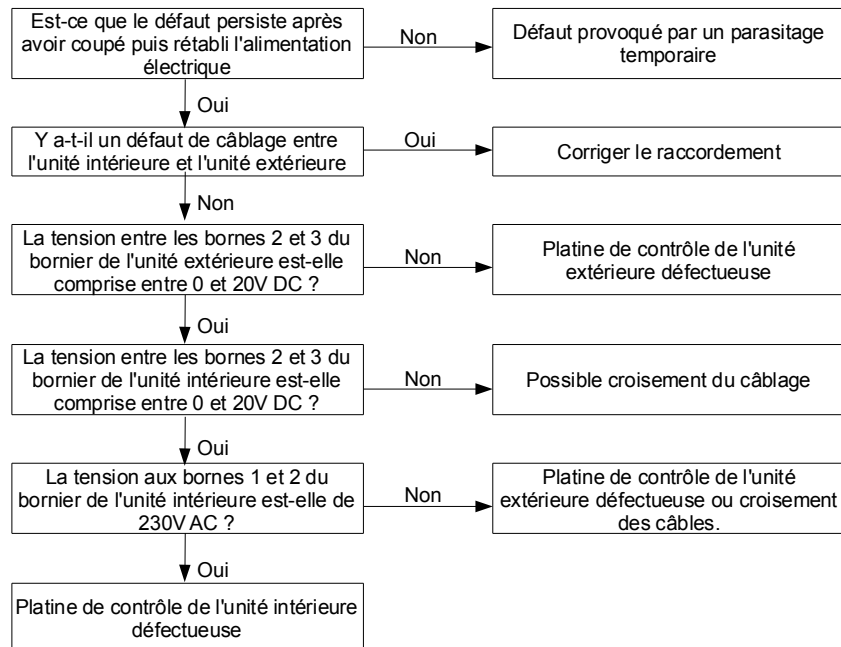 Est-ce que le défaut persiste après
avoir coupé puis rétabli l'alimentation
électrique
Non
Défaut provoqué par un parasitage
temporaire
Oui
Y a-t-il un défaut de câblage entre
l'unité intérieure et l'unité extérieure
Oui
Corriger le raccordement
Non
La tension entre les bornes 2 et 3 du
bornier de l'unité extérieure est-elle
comprise entre 0 et 20V DC ?
Non
Platine de contrôle de l'unité
extérieure défectueuse
Oui
La tension entre les bornes 2 et 3 du
bornier de l'unité intérieure est-elle
comprise entre 0 et 20V DC ?
Non
Possible croisement du câblage
Oui
La tension aux bornes 1 et 2 du
bornier de l'unité intérieure est-elle de
230V AC ?
Non
Platine de contrôle de l'unité
extérieure défectueuse ou croisement
des câbles.
Oui
Platine de contrôle de l'unité intérieure
défectueuse